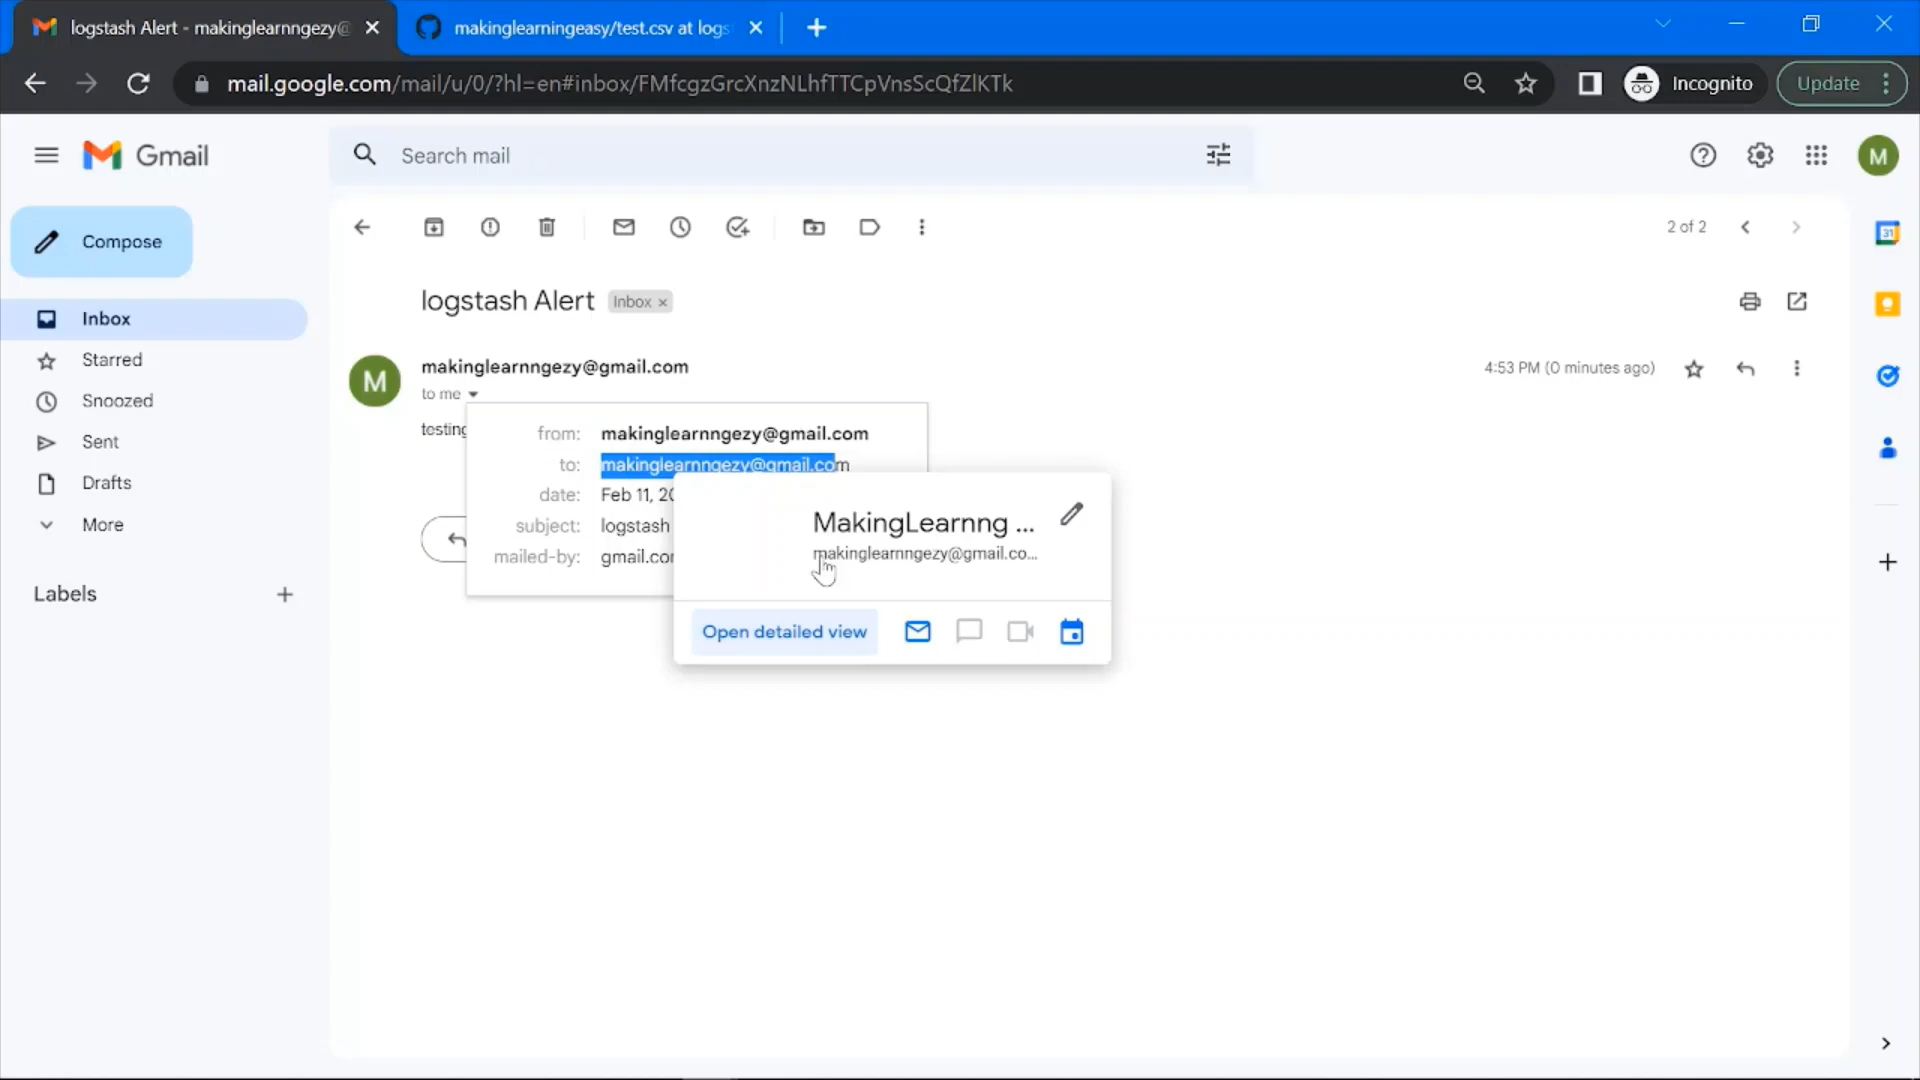 logstash Alert - makinglearnngezy@
makinglearningeasy/test.csv at logs
mail.google.com/mail/u/0/?hl=en#inbox/FMfcgzGrcXnzNLhfTTCpVnsScQfZlKTk
Incognito
Update
Gmail
Search mail
M
Compose
2 of 2
31
logstash Alert
Inbox ×
Inbox
Starred
Snoozed
Sent
Drafts
More
Labels
M
makinglearnngezy@gmail.com
4:53 PM (0 minutes ago)
to me
testing
from: makinglearnngezy@gmail.com
to: makinglearnngezy@gmail.com
date: Feb 11, 20
subject: logstash
mailed-by: gmail.co
MakingLearnng ...
makinglearnngezy@gmail.co...
Open detailed view